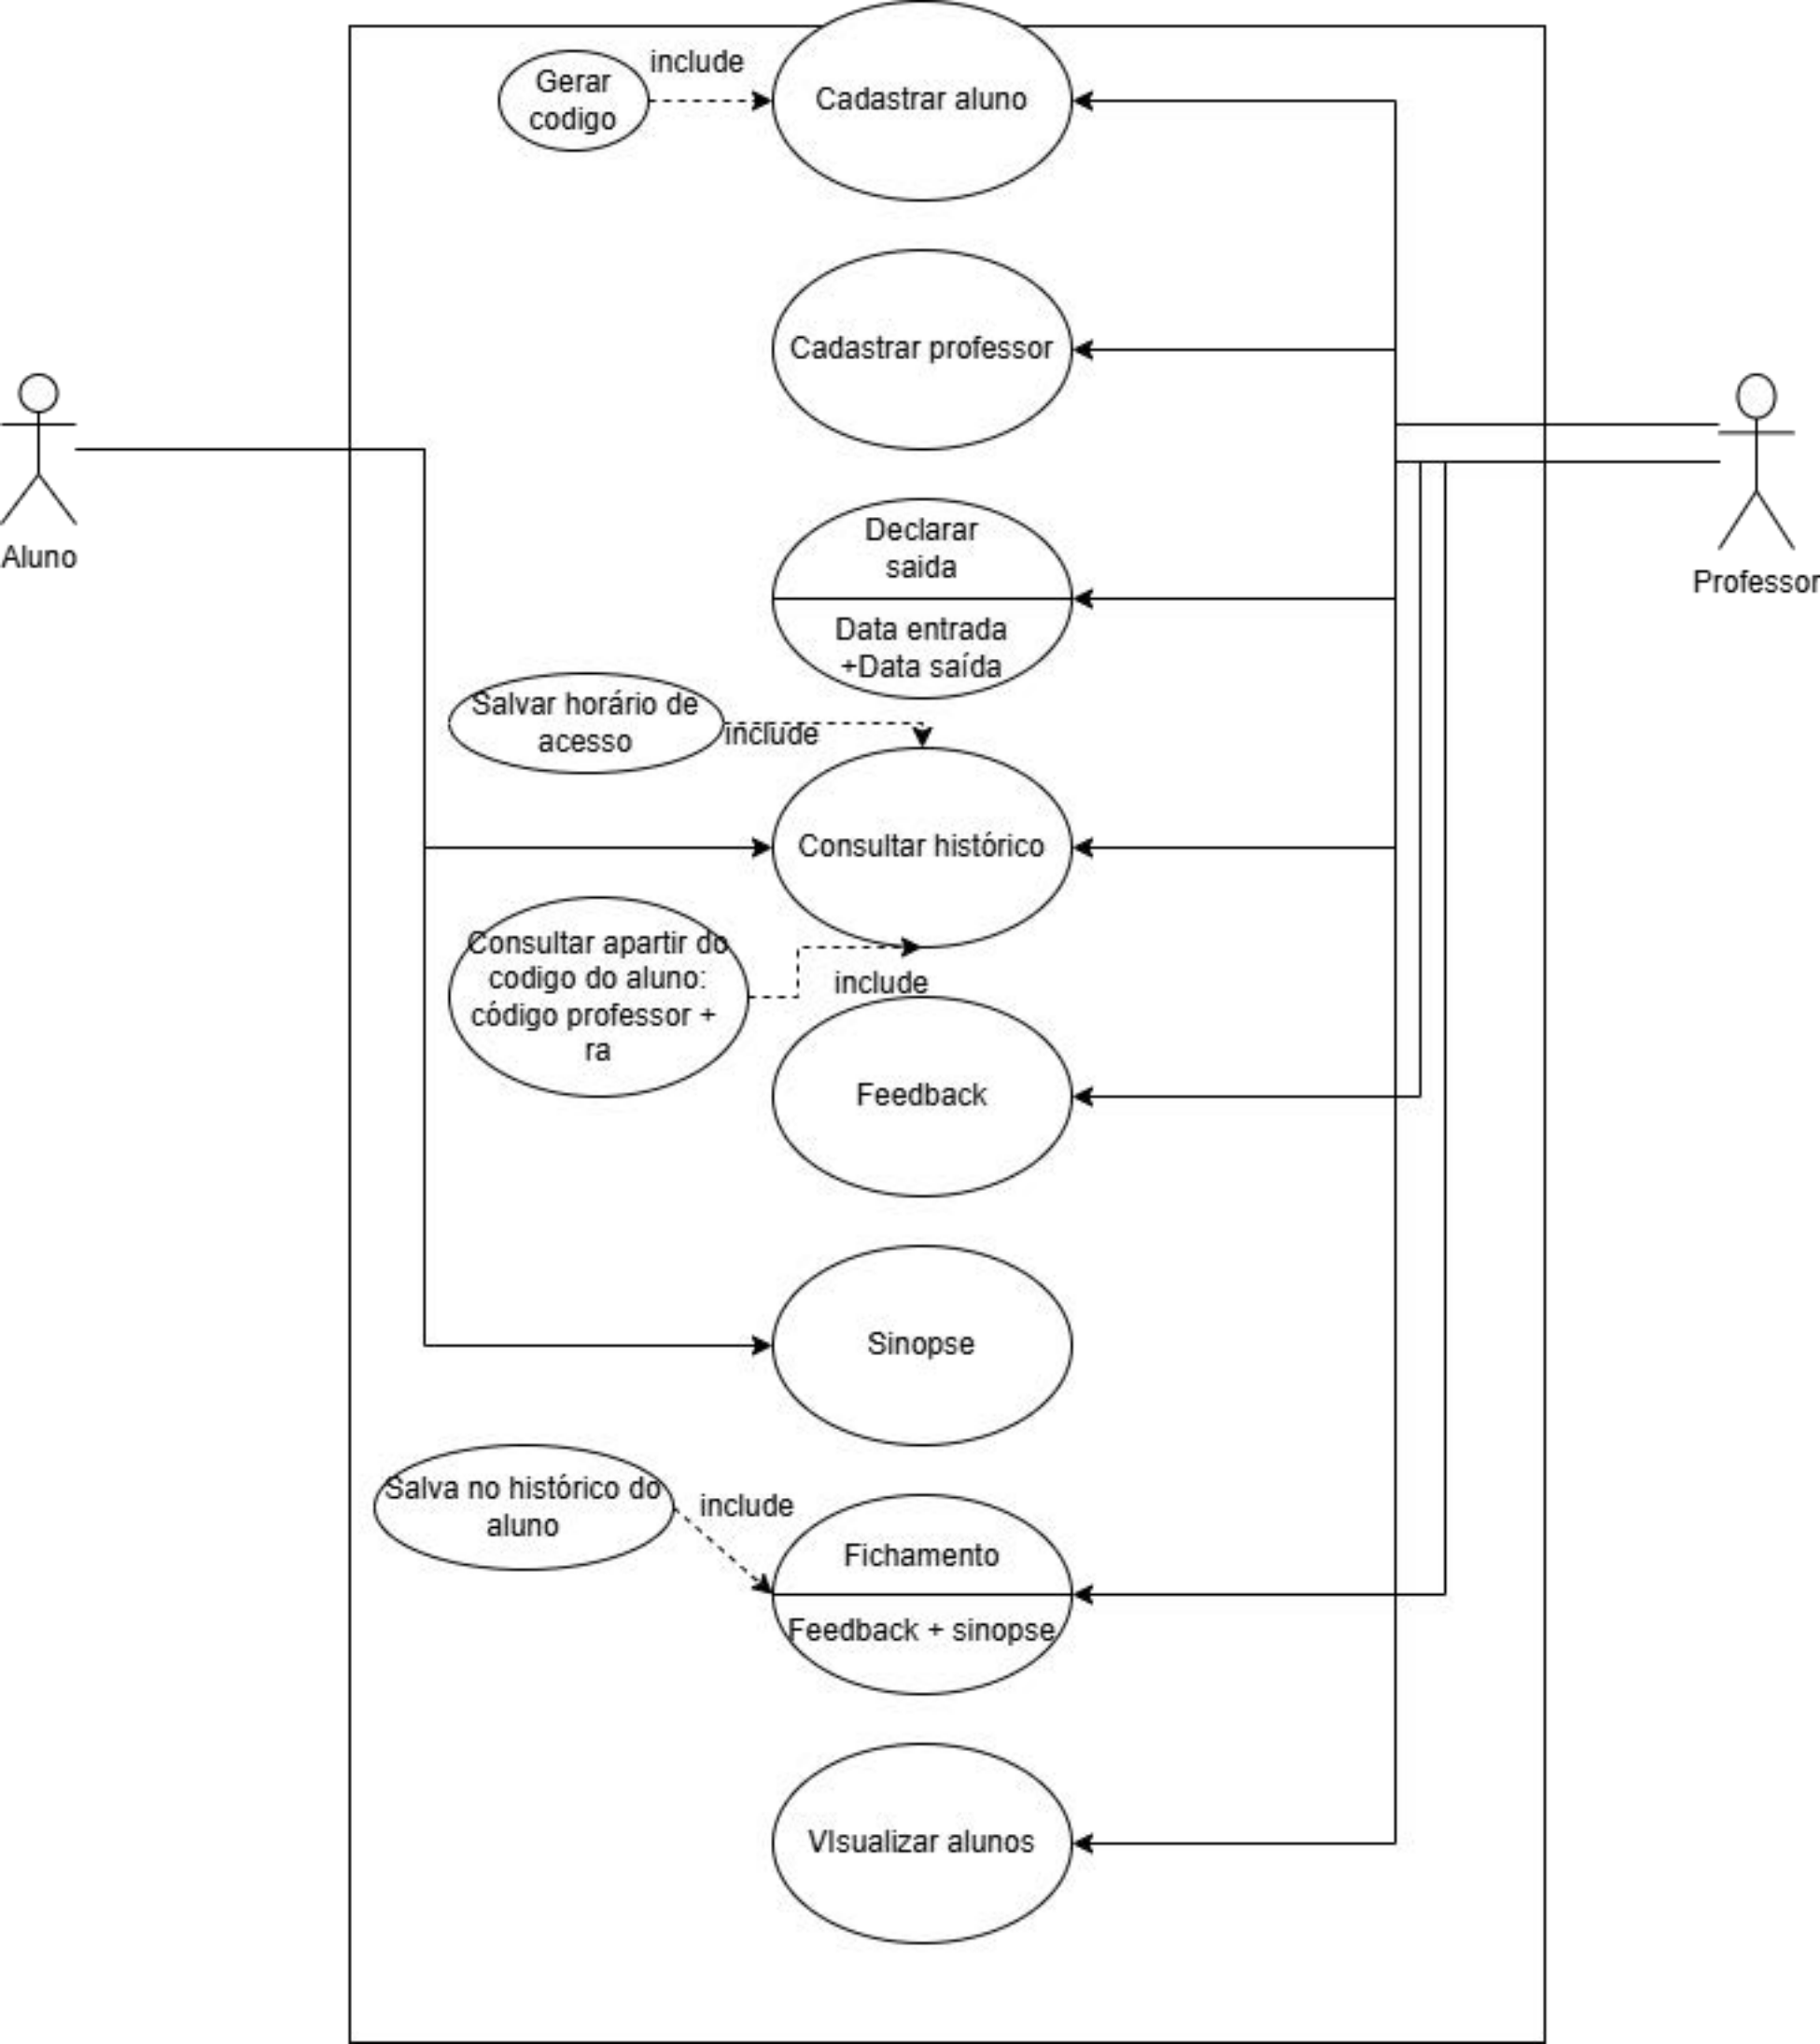 include
Gerar
codigo
Cadastrar aluno
Cadastrar professor
Aluno
Professor
Declarar
saida
Data entrada
+Data saída
Salvar horário de
acesso
include
Consultar histórico
Consultar apartir do
codigo do aluno:
código professor +
ra
include
Feedback
Sinopse
Salva no histórico do
aluno
include
Fichamento
Feedback + sinopse
VIsualizar alunos